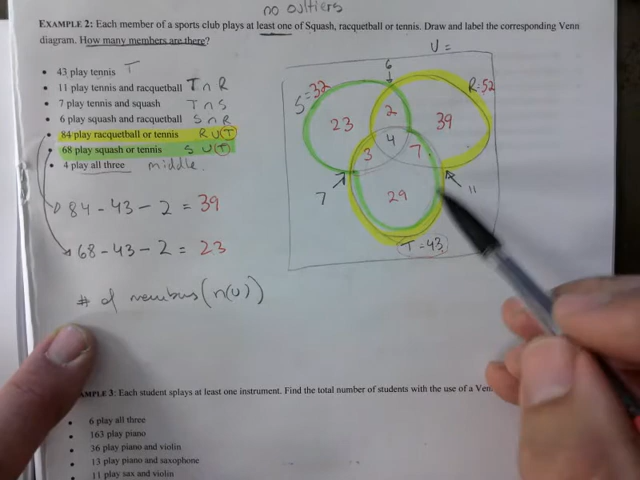 no outliers
EXAMPLE 2: Each member of a sports club plays at least one of Squash, racquetball or tennis. Draw and label the corresponding Venn
diagram. How many members are there?
U =
• 43 play tennis T
• 11 play tennis and racquetball T ∩ R
• 7 play tennis and squash T ∩ S
• 6 play squash and racquetball S ∩ R
• 84 play racquetball or tennis R ∪ T
• 68 play squash or tennis S ∪ T
• 4 play all three middle.
84 - 43 - 2 = 39
68 - 43 - 2 = 23
# of members (n(U))
6
S = 32
R = 52
23
2
39
4
3
7
7
11
29
T = 43
EXAMPLE 3: Each student splays at least one instrument. Find the total number of students with the use of a Ven
• 6 play all three
• 163 play piano
• 36 play piano and violin
• 13 play piano and saxophone
• 11 play sax and violin